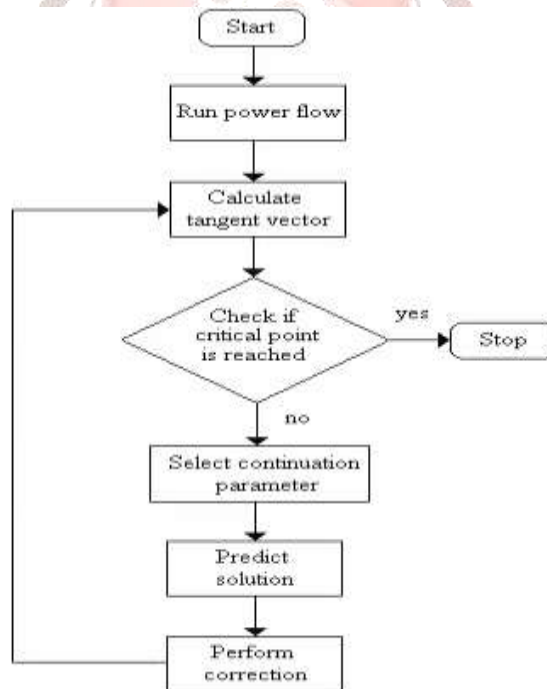 Start
Run power flow
Calculate
tangent vector
Check if
critical point
is reached
yes
Stop
no
Select continuation
parameter
Predict
solution
Perform
correction